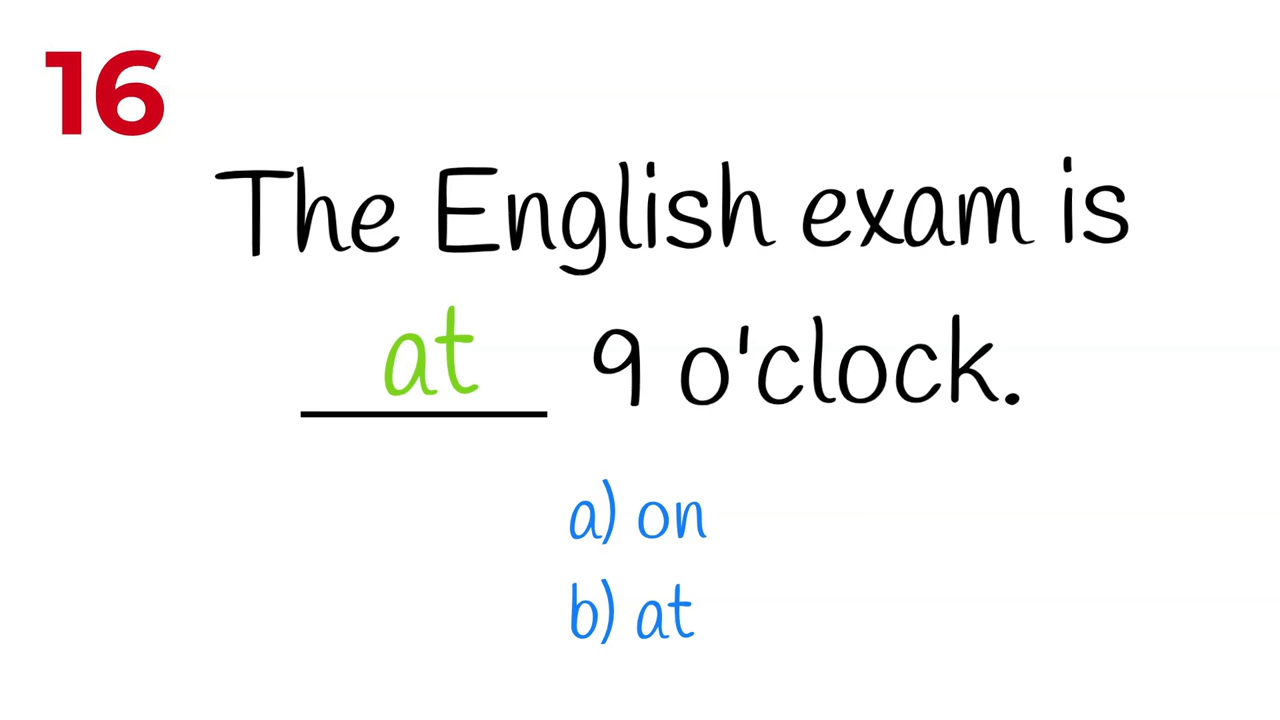 16
The English exam is
at 9 o'clock.
a) on
b) at